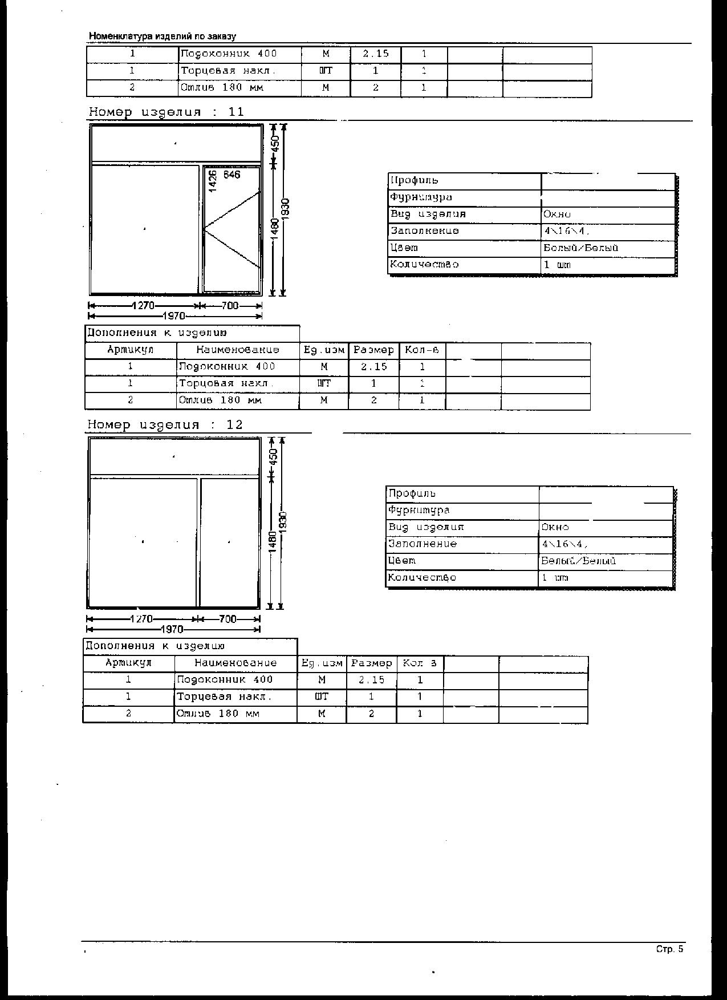 Номенклатура изделий по заказу
1 Подоконник 400 М 2.15 1
1 Торцевая накл. ШТ 1 1
2 Отлив 180 мм М 2 1
Номер изделия : 11
450
1426 646
1930
1480
1270 700
1970
Профиль
Фурнитура
Вид изделия Окно
Заполнение 4\16\4,
Цвет Белый/Белый
Количество 1 шт
Дополнения к изделию
Артикул Наименование Ед.изм Размер Кол-в
1 Подоконник 400 М 2.15 1
1 Торцовая накл. ШТ 1 1
2 Отлив 180 мм М 2 1
Номер изделия : 12
450
1930
1480
1270 700
1970
Профиль
Фурнитура
Вид изделия Окно
Заполнение 4\16\4,
Цвет Белый/Белый
Количество 1 шт
Дополнения к изделию
Артикул Наименование Ед.изм Размер Кол-в
1 Подоконник 400 М 2.15 1
1 Торцевая накл. ШТ 1 1
2 Отлив 180 мм М 2 1
Стр. 5